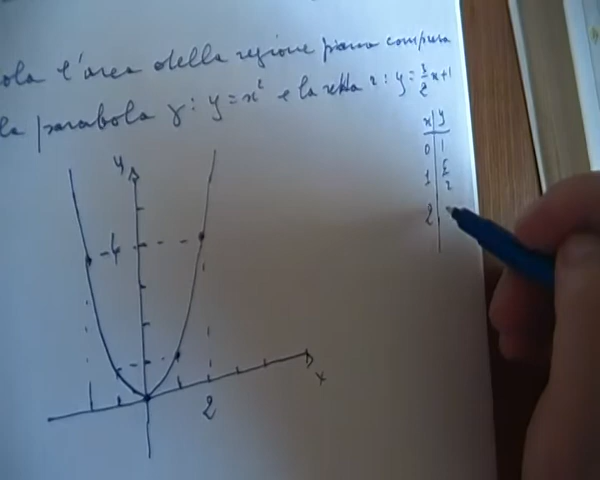 ola l'area della regione piana compresa
la parabola γ: y=x² e la retta r: y=3/2 x+1
x | y
0 | 1
1 | 5/2
2 |
y
4
x
2